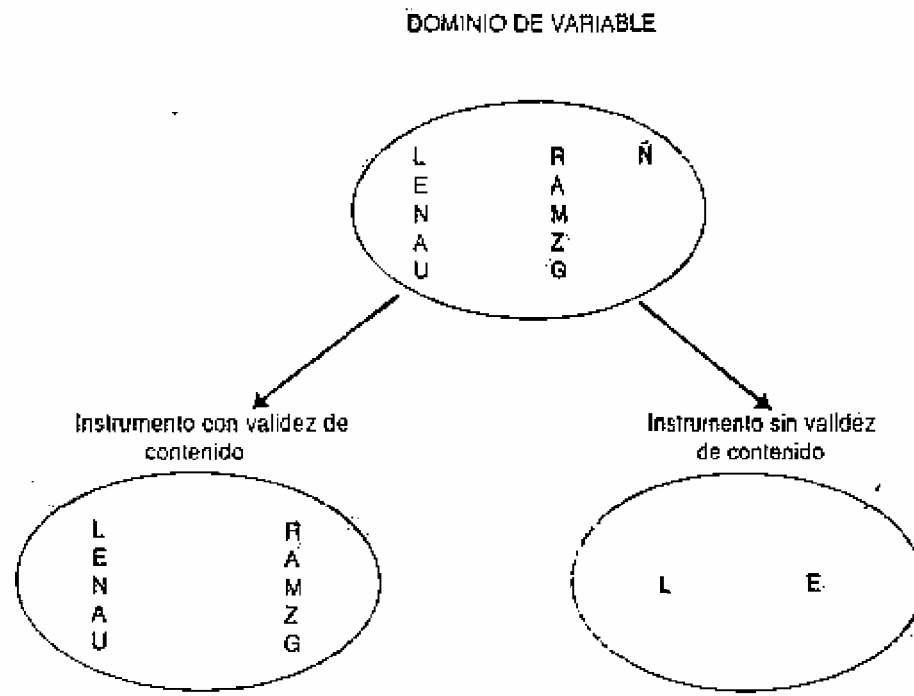 DOMINIO DE VARIABLE
L R Ñ
E A
N M
A Z
U G
Instrumento con validez de
contenido
Instrumento sin validez
de contenido
L R
E A
N M
A Z
U G
L E